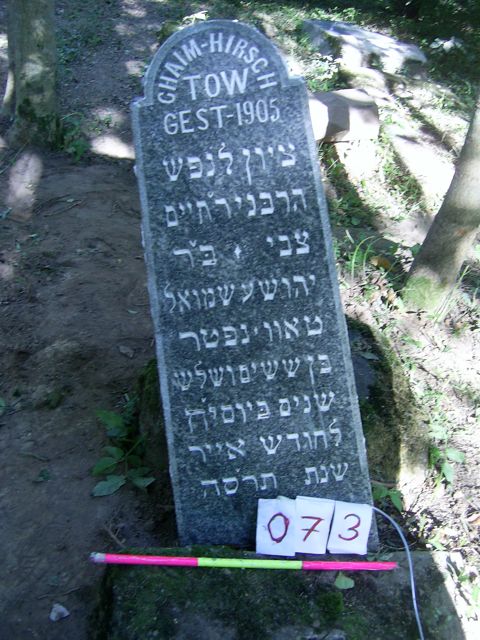 CHAIM-HIRSCH
TOW
GEST-1905
ציון לנפש
הרבני ר׳ חיים
צבי ב״ר
יהושע שמואל
טאוו׳ נפטר
בן ששים ושלש
שנים ביום ח׳
לחודש אייר
שנת תרסה
073